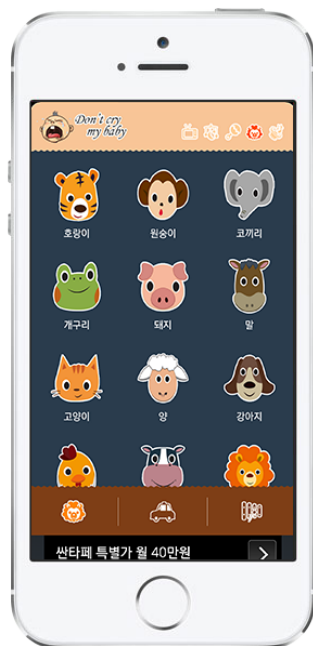 Don't cry
my baby
호랑이 원숭이 코끼리
개구리 돼지 말
고양이 양 강아지
싼타페 특별가 월 40만원